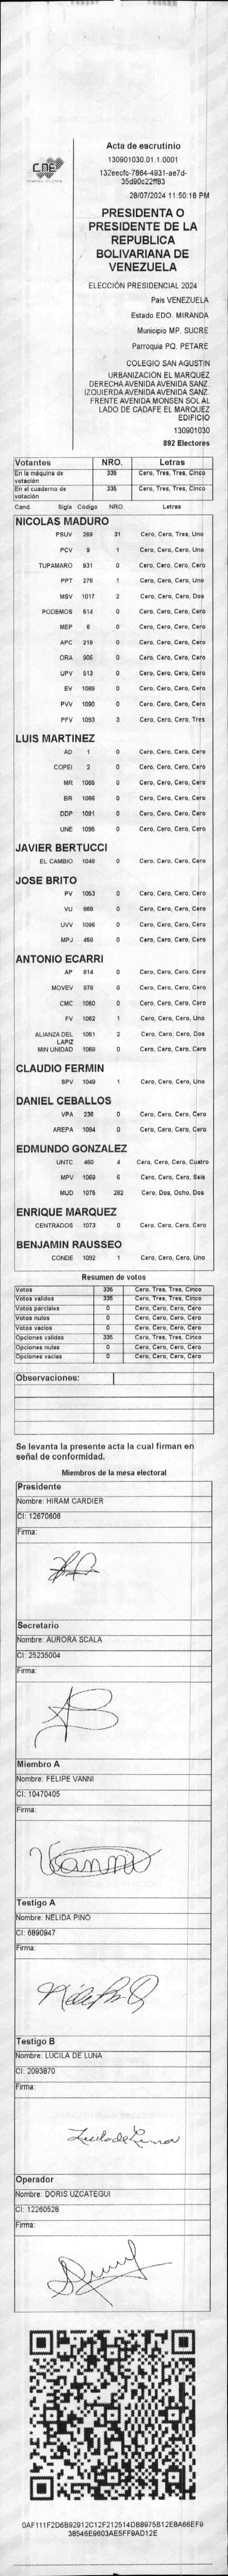 CNE
Acta de escrutinio
130901030.01.1.0001
132eecfc-7864-4931-ae7d-
35d90c22ff83
28/07/2024 11:50:18 PM
PRESIDENTA O
PRESIDENTE DE LA
REPUBLICA
BOLIVARIANA DE
VENEZUELA
ELECCIÓN PRESIDENCIAL 2024
Pais VENEZUELA
Estado EDO. MIRANDA
Municipio MP. SUCRE
Parroquia PQ. PETARE
COLEGIO SAN AGUSTIN
URBANIZACION EL MARQUEZ
DERECHA AVENIDA AVENIDA SANZ.
IZQUIERDA AVENIDA AVENIDA SANZ.
FRENTE AVENIDA MONSEN SOL AL
LADO DE CADAFE EL MARQUEZ
EDIFICIO
130901030
892 Electores
Votantes NRO. Letras
En la máquina de votación 335 Cero, Tres, Tres, Cinco
En el cuaderno de votación 335 Cero, Tres, Tres, Cinco
Cand. Sigla Código NRO. Letras
NICOLAS MADURO
PSUV 269 31 Cero, Cero, Tres, Uno
PCV 9 1 Cero, Cero, Cero, Uno
TUPAMARO 931 0 Cero, Cero, Cero, Cero
PPT 276 1 Cero, Cero, Cero, Uno
MSV 1017 2 Cero, Cero, Cero, Dos
PODEMOS 514 0 Cero, Cero, Cero, Cero
MEP 6 0 Cero, Cero, Cero, Cero
APC 219 0 Cero, Cero, Cero, Cero
ORA 906 0 Cero, Cero, Cero, Cero
UPV 513 0 Cero, Cero, Cero, Cero
EV 1089 0 Cero, Cero, Cero, Cero
PVV 1090 0 Cero, Cero, Cero, Cero
PFV 1093 3 Cero, Cero, Cero, Tres
LUIS MARTINEZ
AD 1 0 Cero, Cero, Cero, Cero
COPEI 2 0 Cero, Cero, Cero, Cero
MR 1065 0 Cero, Cero, Cero, Cero
BR 1066 0 Cero, Cero, Cero, Cero
DDP 1091 0 Cero, Cero, Cero, Cero
UNE 1095 0 Cero, Cero, Cero, Cero
JAVIER BERTUCCI
EL CAMBIO 1048 0 Cero, Cero, Cero, Cero
JOSE BRITO
PV 1053 0 Cero, Cero, Cero, Cero
VU 868 0 Cero, Cero, Cero, Cero
UVV 1096 0 Cero, Cero, Cero, Cero
MPJ 459 0 Cero, Cero, Cero, Cero
ANTONIO ECARRI
AP 814 0 Cero, Cero, Cero, Cero
MOVEV 878 0 Cero, Cero, Cero, Cero
CMC 1050 0 Cero, Cero, Cero, Cero
FV 1052 1 Cero, Cero, Cero, Uno
ALIANZA DEL LAPIZ 1051 2 Cero, Cero, Cero, Dos
MIN UNIDAD 1069 0 Cero, Cero, Cero, Cero
CLAUDIO FERMIN
SPV 1049 1 Cero, Cero, Cero, Uno
DANIEL CEBALLOS
VPA 236 0 Cero, Cero, Cero, Cero
AREPA 1094 0 Cero, Cero, Cero, Cero
EDMUNDO GONZALEZ
UNTC 460 4 Cero, Cero, Cero, Cuatro
MPV 1069 6 Cero, Cero, Cero, Seis
MUD 1075 282 Cero, Dos, Ocho, Dos
ENRIQUE MARQUEZ
CENTRADOS 1073 0 Cero, Cero, Cero, Cero
BENJAMIN RAUSSEO
CONDE 1092 1 Cero, Cero, Cero, Uno
Resumen de votos
Votos 335 Cero, Tres, Tres, Cinco
Votos validos 335 Cero, Tres, Tres, Cinco
Votos parciales 0 Cero, Cero, Cero, Cero
Votos nulos 0 Cero, Cero, Cero, Cero
Votos vacios 0 Cero, Cero, Cero, Cero
Opciones validas 335 Cero, Tres, Tres, Cinco
Opciones nulas 0 Cero, Cero, Cero, Cero
Opciones vacias 0 Cero, Cero, Cero, Cero
Observaciones:
Se levanta la presente acta la cual firman en
señal de conformidad.
Miembros de la mesa electoral
Presidente
Nombre: HIRAM CARDIER
CI: 12670606
Firma:
Secretario
Nombre: AURORA SCALA
CI: 25235004
Firma:
Miembro A
Nombre: FELIPE VANNI
CI: 10470405
Firma:
Vanni
Testigo A
Nombre: NELIDA PINO
CI: 6890947
Firma:
Testigo B
Nombre: LUCILA DE LUNA
CI: 2093870
Firma:
Lucila de Luna
Operador
Nombre: DORIS UZCATEGUI
CI: 12260528
Firma:
0AF111F2D6B92912C12F212514DB8975B12E8A66EF9
38546E9603AE5FF9AD12E